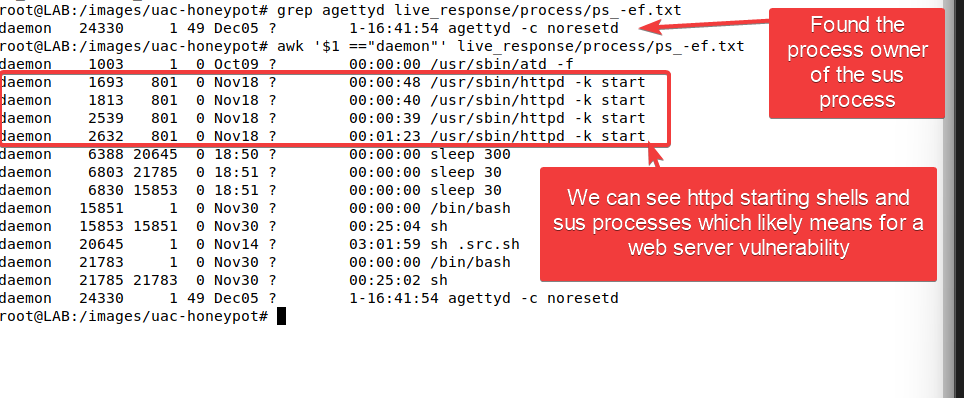 root@LAB:/images/uac-honeypot# grep agettyd live_response/process/ps_-ef.txt
daemon 24330 1 49 Dec05 ? 1-16:41:54 agettyd -c noresetd
root@LAB:/images/uac-honeypot# awk '$1 =="daemon"' live_response/process/ps_-ef.txt
daemon 1003 1 0 Oct09 ? 00:00:00 /usr/sbin/atd -f
daemon 1693 801 0 Nov18 ? 00:00:48 /usr/sbin/httpd -k start
daemon 1813 801 0 Nov18 ? 00:00:40 /usr/sbin/httpd -k start
daemon 2539 801 0 Nov18 ? 00:00:39 /usr/sbin/httpd -k start
daemon 2632 801 0 Nov18 ? 00:01:23 /usr/sbin/httpd -k start
daemon 6388 20645 0 18:50 ? 00:00:00 sleep 300
daemon 6803 21785 0 18:51 ? 00:00:00 sleep 30
daemon 6830 15853 0 18:51 ? 00:00:00 sleep 30
daemon 15851 1 0 Nov30 ? 00:00:00 /bin/bash
daemon 15853 15851 0 Nov30 ? 00:25:04 sh
daemon 20645 1 0 Nov14 ? 03:01:59 sh .src.sh
daemon 21783 1 0 Nov30 ? 00:00:00 /bin/bash
daemon 21785 21783 0 Nov30 ? 00:25:02 sh
daemon 24330 1 49 Dec05 ? 1-16:41:54 agettyd -c noresetd
root@LAB:/images/uac-honeypot#
Found the
process owner
of the sus
process
We can see httpd starting shells and
sus processes which likely means for a
web server vulnerability